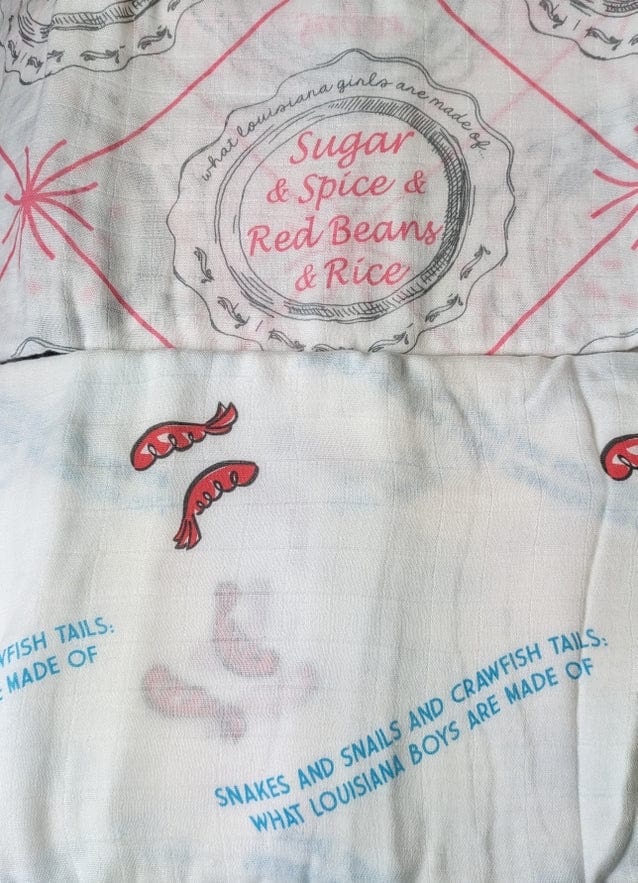 what louisiana girls are made of...
Sugar
& Spice &
Red Beans
& Rice
WFISH TAILS:
E MADE OF
SNAKES AND SNAILS AND CRAWFISH TAILS:
WHAT LOUISIANA BOYS ARE MADE OF